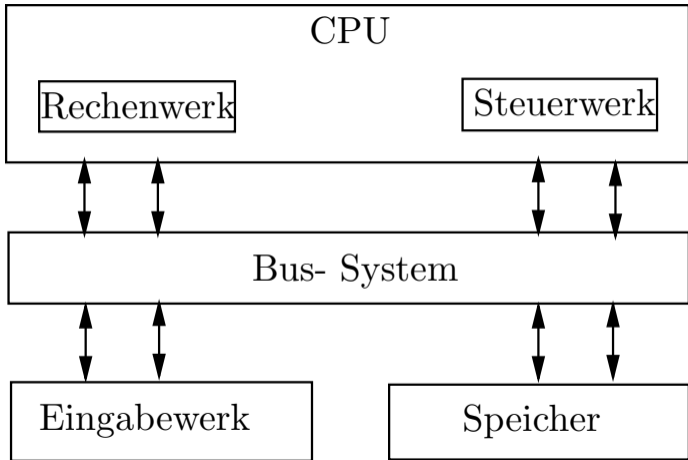 CPU
Rechenwerk
Steuerwerk
Bus- System
Eingabewerk
Speicher